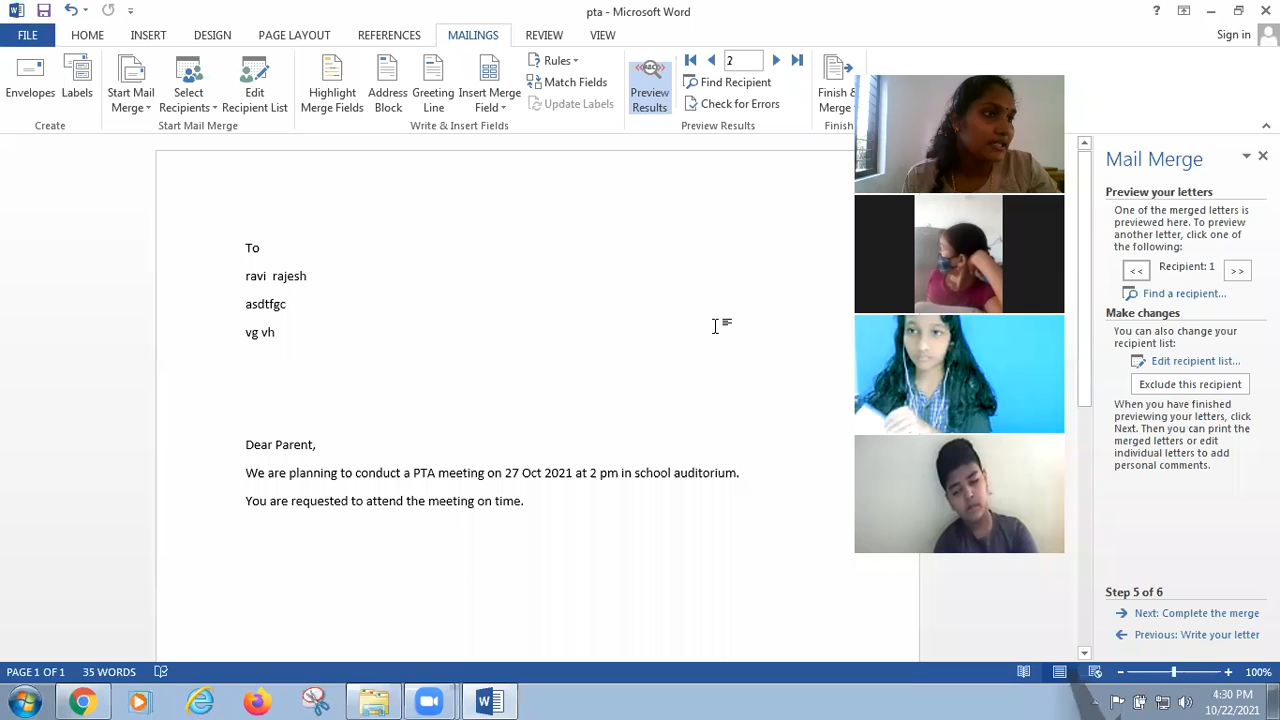 pta - Microsoft Word
?
FILE HOME INSERT DESIGN PAGE LAYOUT REFERENCES MAILINGS REVIEW VIEW Sign in
Envelopes
Labels
Create
Start Mail
Merge
Select
Recipients
Edit
Recipient List
Start Mail Merge
Highlight
Merge Fields
Address
Block
Greeting
Line
Insert Merge
Field
Rules
Match Fields
Update Labels
Write & Insert Fields
ABC
Preview
Results
2
Find Recipient
Check for Errors
Preview Results
Finish &
Merge
Finish
To
ravi rajesh
asdtfgc
vg vh
Dear Parent,
We are planning to conduct a PTA meeting on 27 Oct 2021 at 2 pm in school auditorium.
You are requested to attend the meeting on time.
Mail Merge
Preview your letters
One of the merged letters is
previewed here. To preview
another letter, click one of
the following:
<< Recipient: 1 >>
Find a recipient...
Make changes
You can also change your
recipient list:
Edit recipient list...
Exclude this recipient
When you have finished
previewing your letters, click
Next. Then you can print the
merged letters or edit
individual letters to add
personal comments.
Step 5 of 6
Next: Complete the merge
Previous: Write your letter
PAGE 1 OF 1 35 WORDS 100%
4:30 PM
10/22/2021